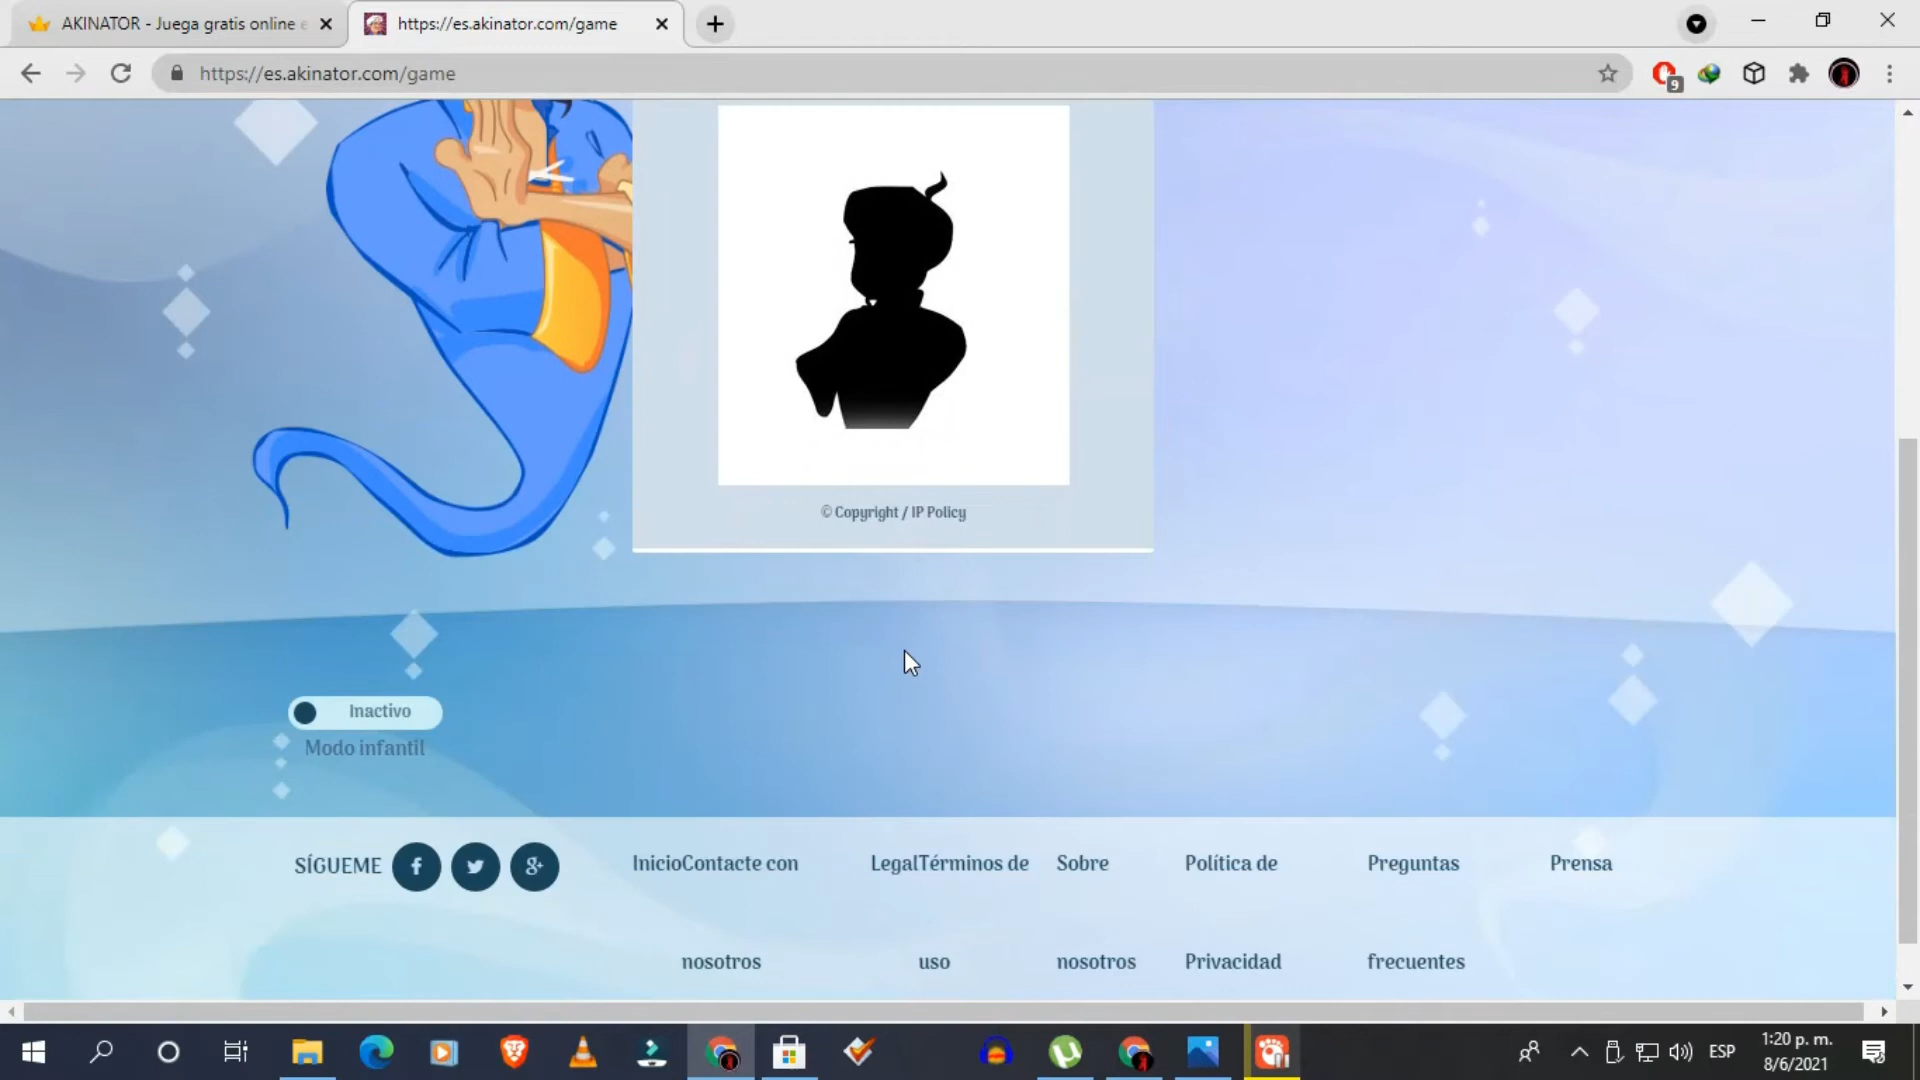 AKINATOR - Juega gratis online e
https://es.akinator.com/game
https://es.akinator.com/game
9
© Copyright / IP Policy
Inactivo
Modo infantil
SÍGUEME
InicioContacte con
nosotros
LegalTérminos de
uso
Sobre
nosotros
Política de
Privacidad
Preguntas
frecuentes
Prensa
ESP
1:20 p. m.
8/6/2021